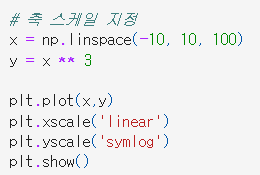 # 축 스케일 지정
x = np.linspace(-10, 10, 100)
y = x ** 3
plt.plot(x,y)
plt.xscale('linear')
plt.yscale('symlog')
plt.show()